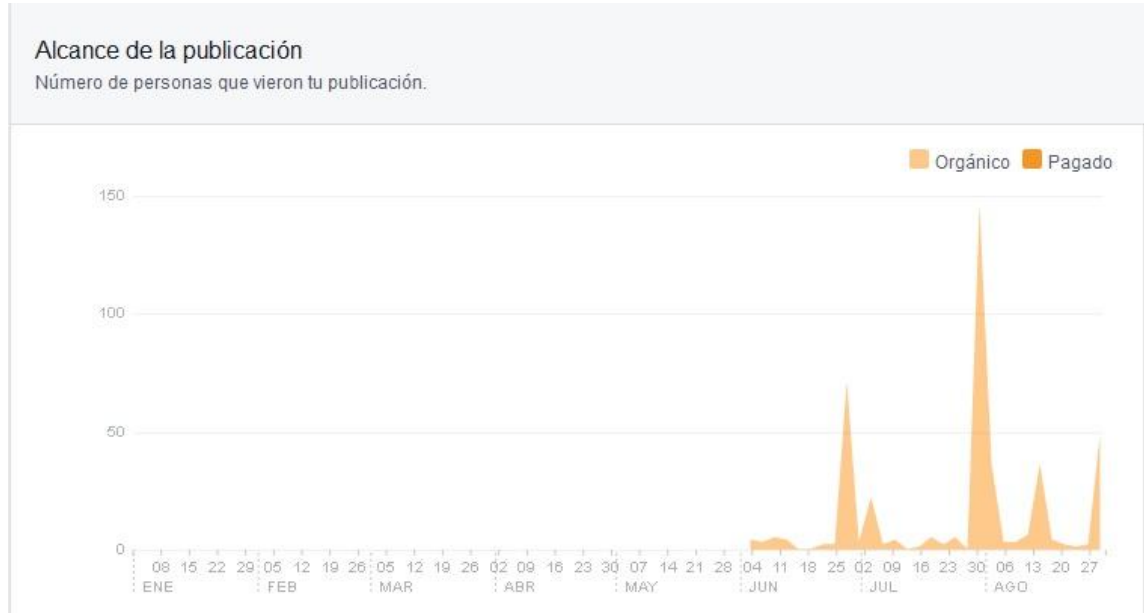 Alcance de la publicación
Número de personas que vieron tu publicación.
Orgánico Pagado
150
100
50
0
08 15 22 29 05 12 19 26 05 12 19 26 02 09 16 23 30 07 14 21 28 04 11 18 25 02 09 16 23 30 06 13 20 27
ENE FEB MAR ABR MAY JUN JUL AGO